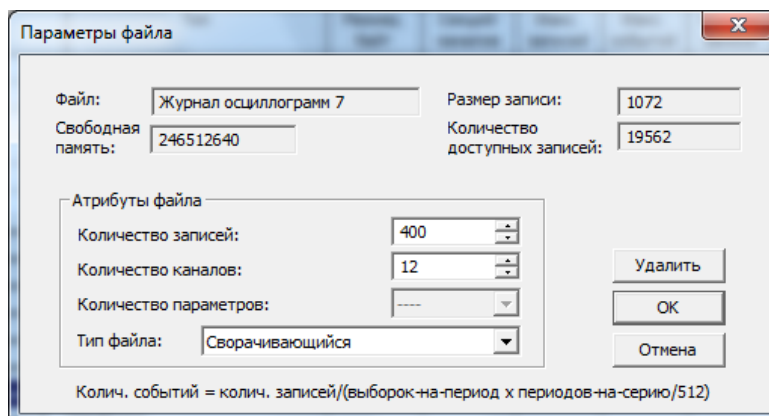 Параметры файла
Файл: Журнал осциллограмм 7 Размер записи: 1072
Свободная память: 246512640 Количество доступных записей: 19562
Атрибуты файла
Количество записей: 400
Количество каналов: 12 Удалить
Количество параметров: ---- OK
Тип файла: Сворачивающийся Отмена
Колич. событий = колич. записей/(выборок-на-период x периодов-на-серию/512)